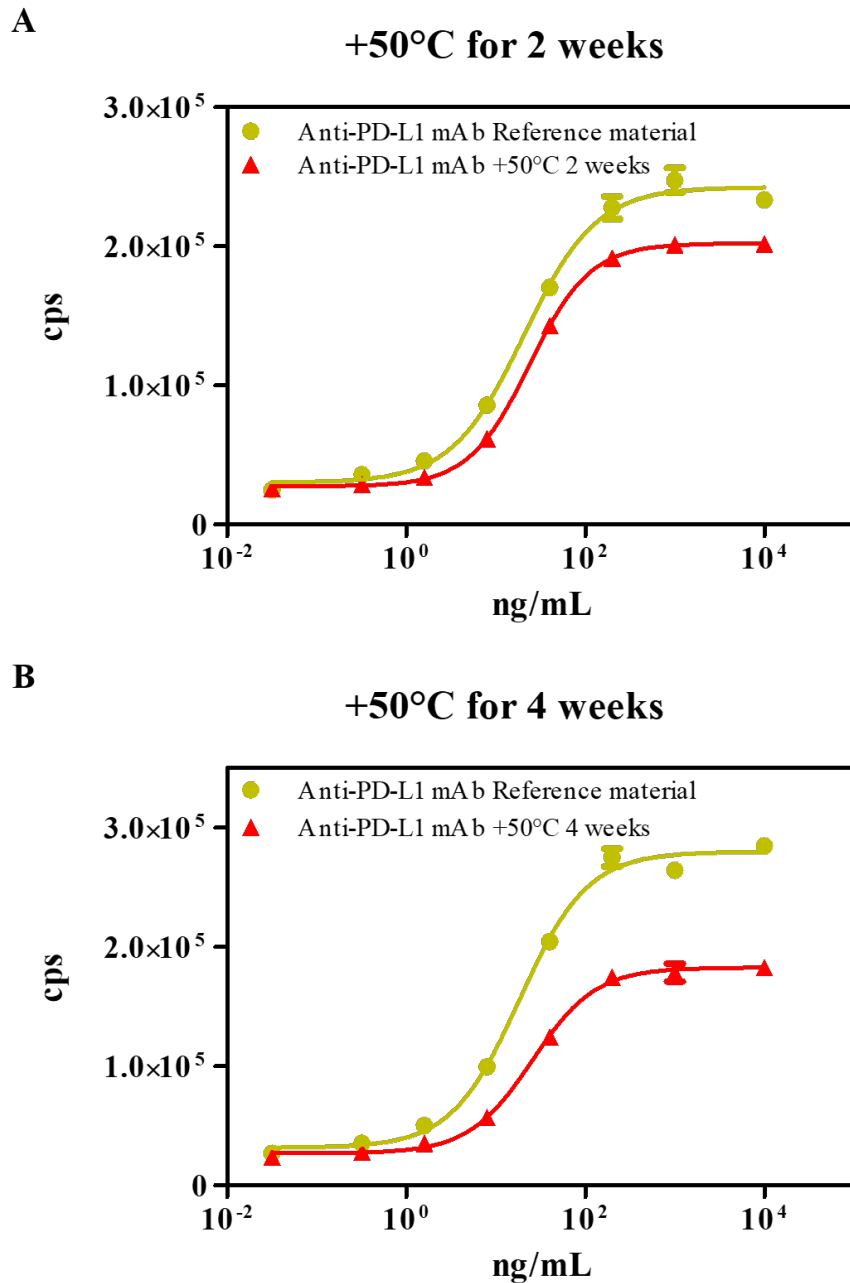 A
+50°C for 2 weeks
3.0×10⁵
Anti-PD-L1 mAb Reference material
Anti-PD-L1 mAb +50°C 2 weeks
2.0×10⁵
cps
1.0×10⁵
0
10⁻² 10⁰ 10² 10⁴
ng/mL
B
+50°C for 4 weeks
Anti-PD-L1 mAb Reference material
3.0×10⁵
Anti-PD-L1 mAb +50°C 4 weeks
2.0×10⁵
cps
1.0×10⁵
0
10⁻² 10⁰ 10² 10⁴
ng/mL